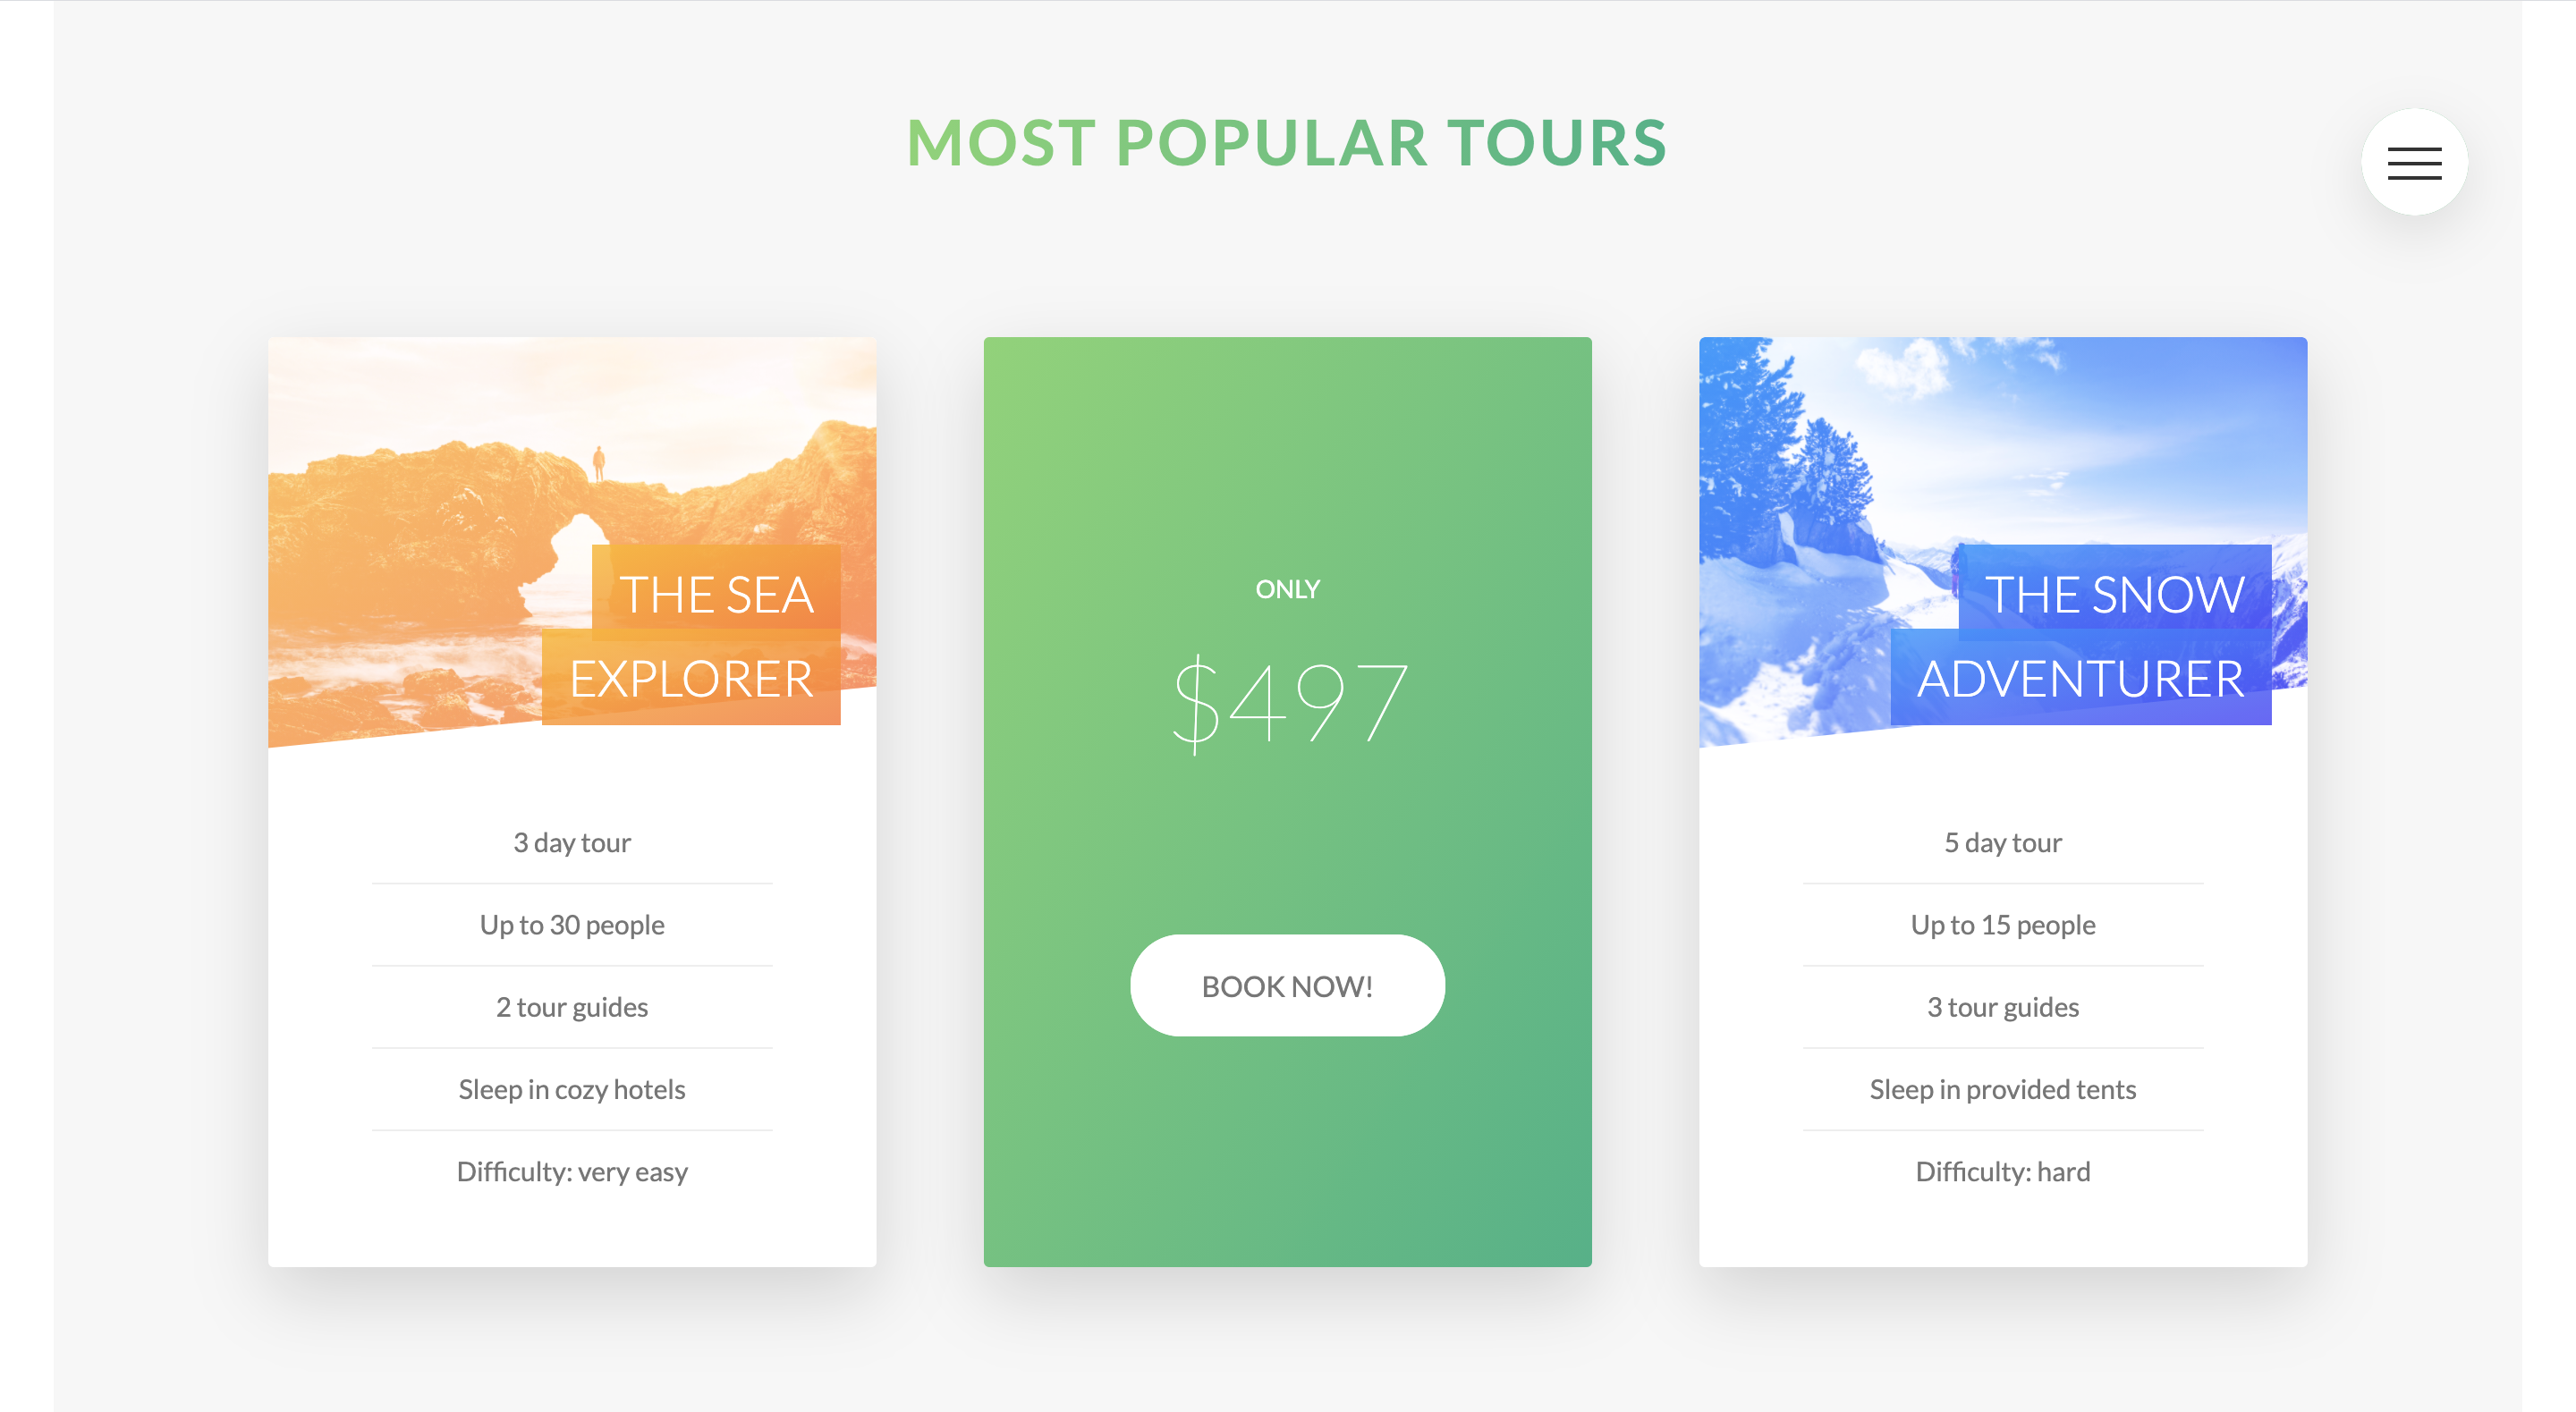 MOST POPULAR TOURS
THE SEA
EXPLORER
3 day tour
Up to 30 people
2 tour guides
Sleep in cozy hotels
Difficulty: very easy
ONLY
$497
BOOK NOW!
THE SNOW
ADVENTURER
5 day tour
Up to 15 people
3 tour guides
Sleep in provided tents
Difficulty: hard